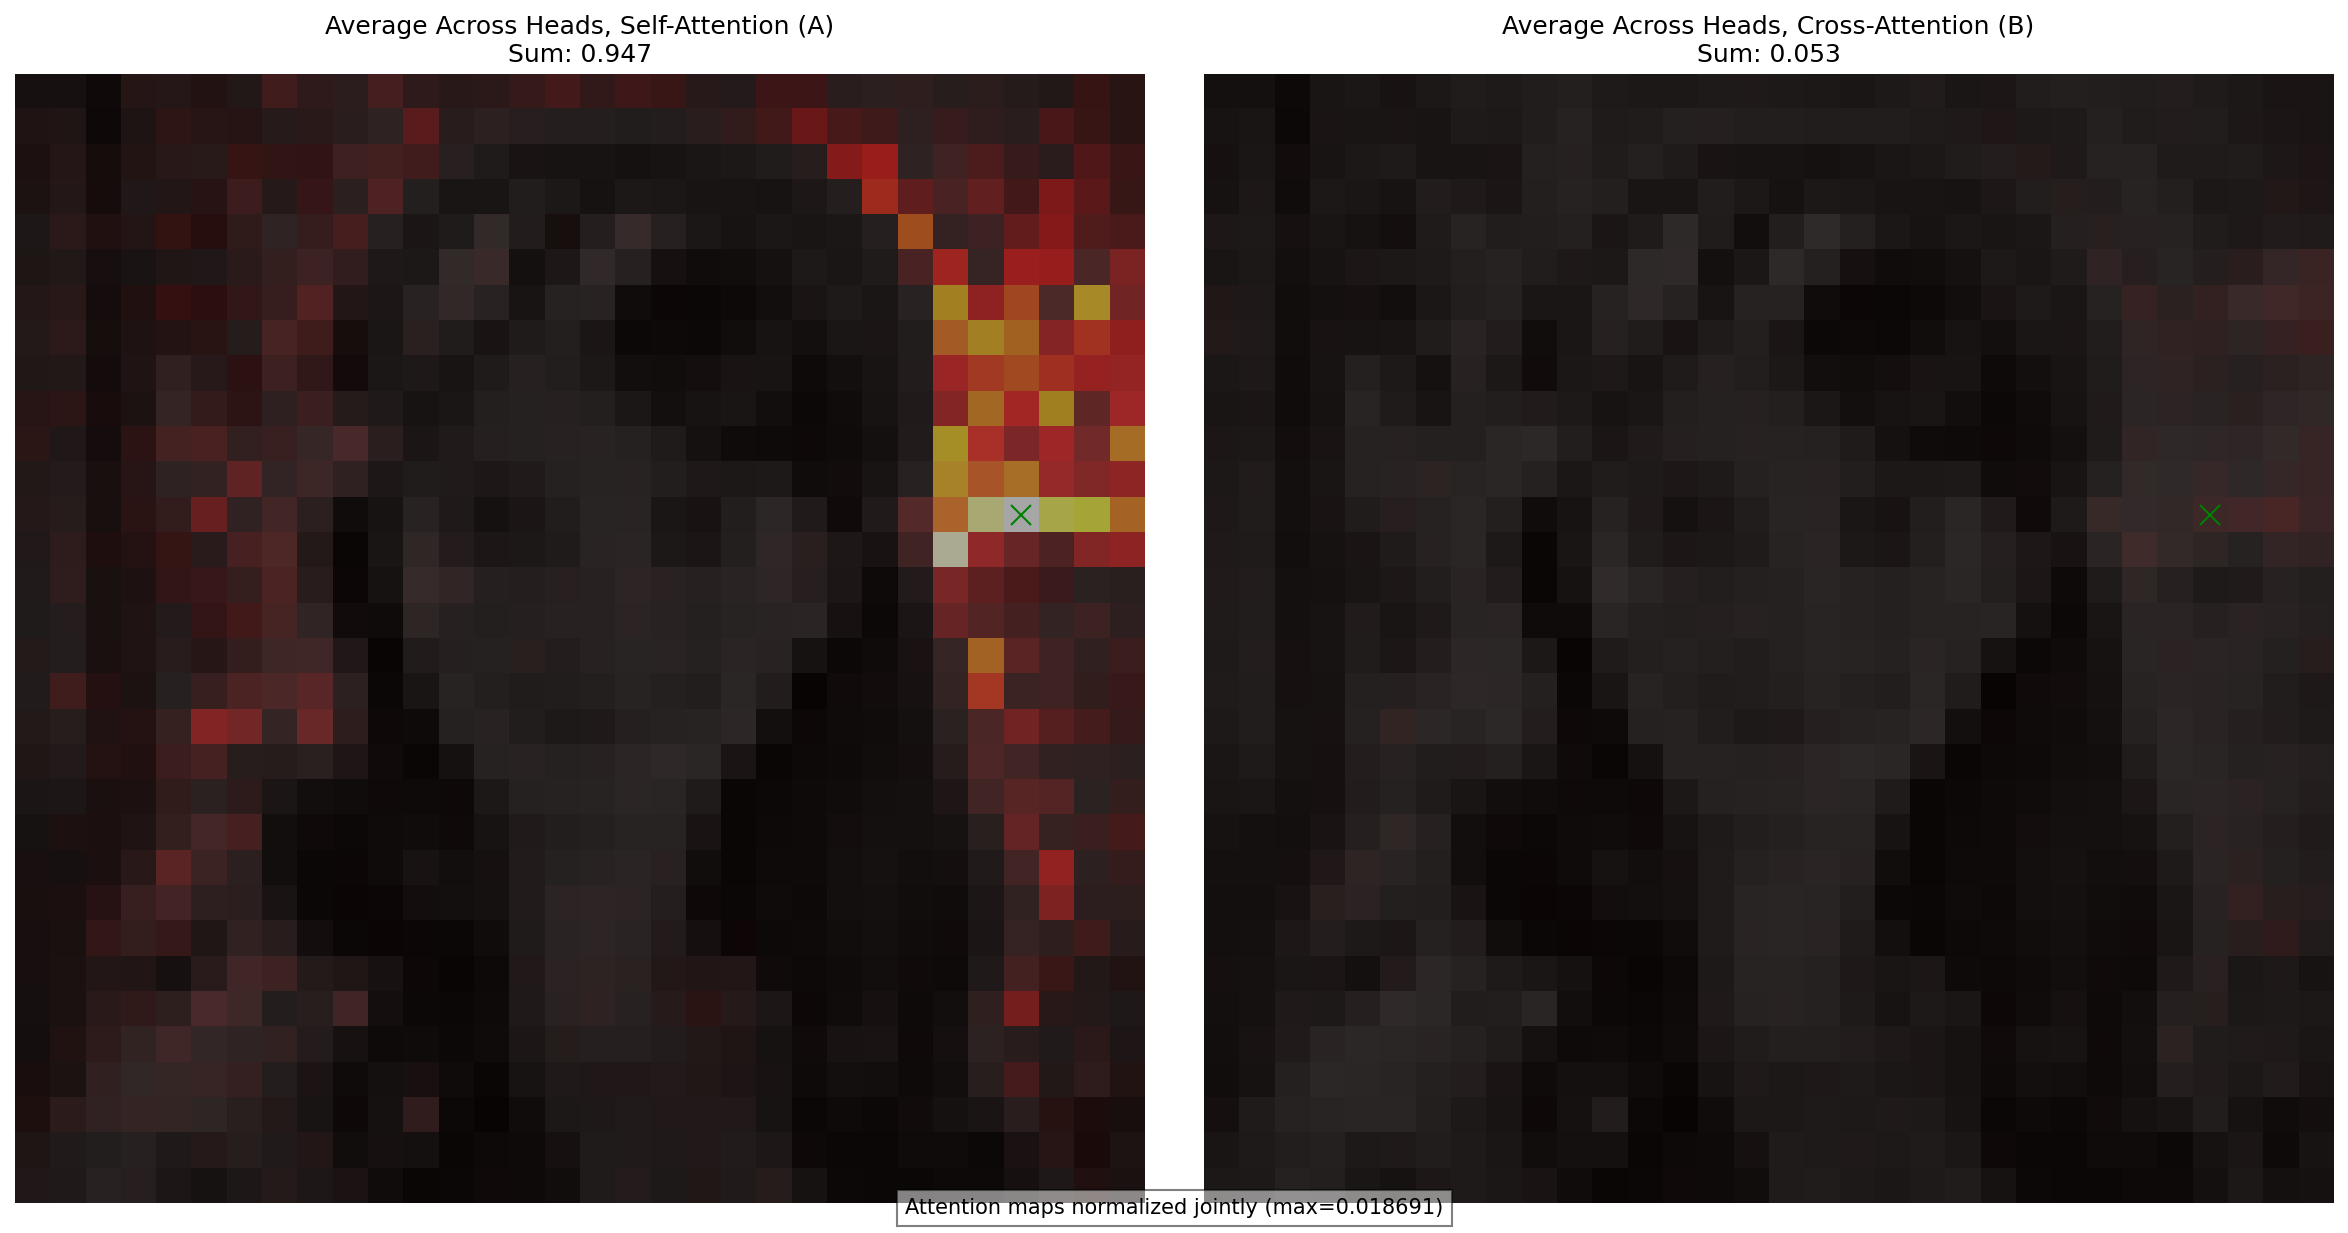 Average Across Heads, Self-Attention (A)
Sum: 0.947
Average Across Heads, Cross-Attention (B)
Sum: 0.053
Attention maps normalized jointly (max=0.018691)